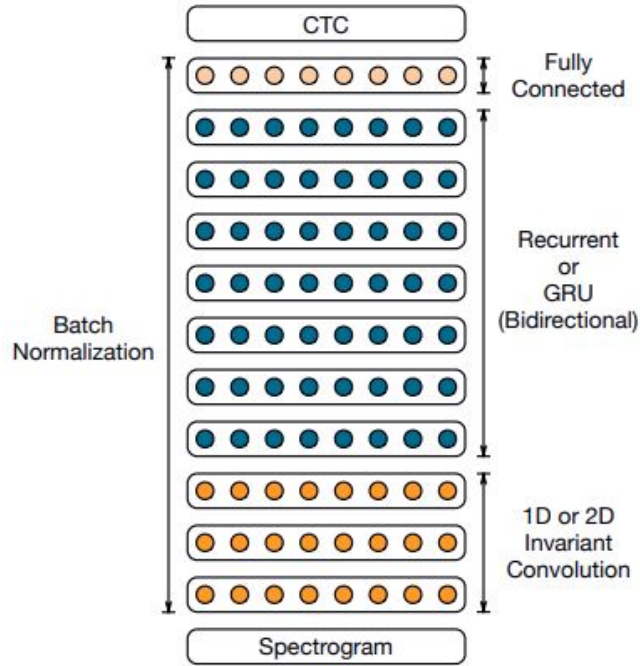 CTC
Fully
Connected
Recurrent
or
GRU
(Bidirectional)
Batch
Normalization
1D or 2D
Invariant
Convolution
Spectrogram